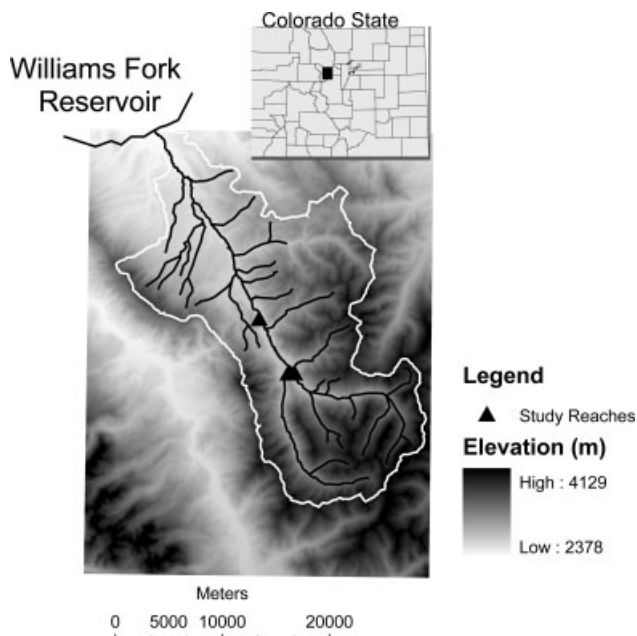 Colorado State
Williams Fork
Reservoir
Legend
Study Reaches
Elevation (m)
High : 4129
Low : 2378
Meters
0 5000 10000 20000